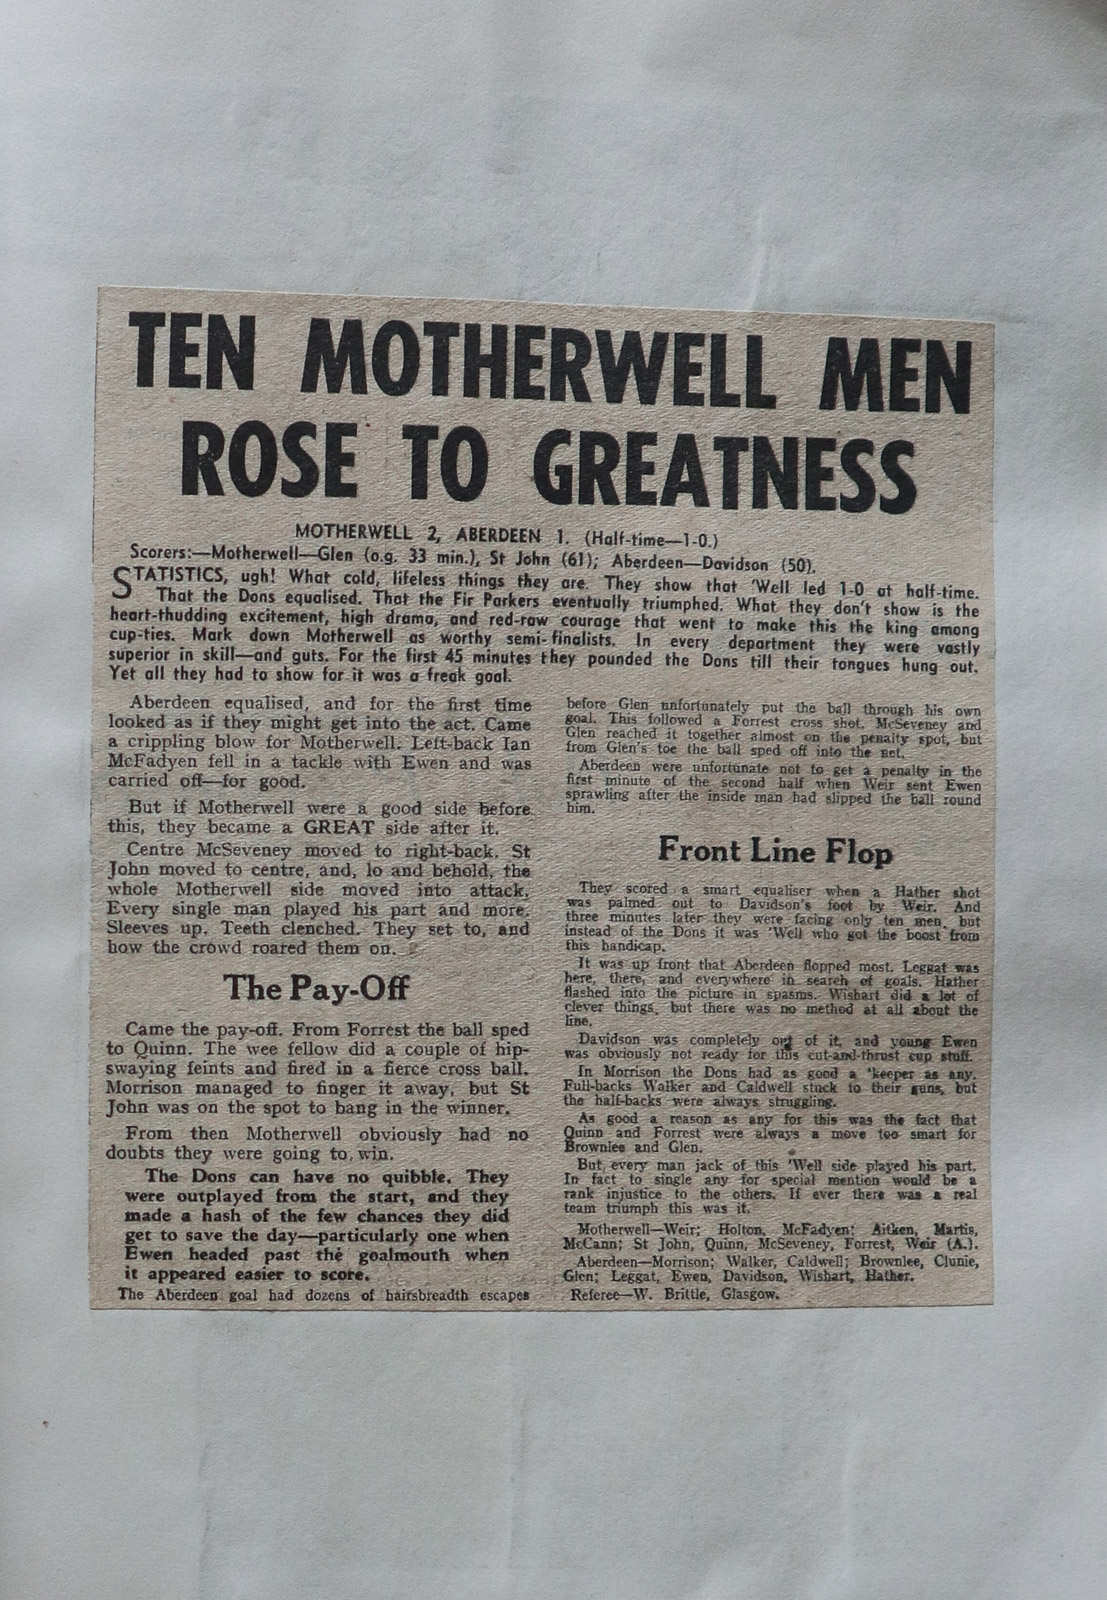 TEN MOTHERWELL MEN
ROSE TO GREATNESS
MOTHERWELL 2, ABERDEEN 1. (Half-time—1-0.)
Scorers:—Motherwell—Glen (o.g. 33 min.), St John (61); Aberdeen—Davidson (50).
STATISTICS, ugh! What cold, lifeless things they are. They show that 'Well led 1-0 at half-time.
That the Dons equalised. That the Fir Parkers eventually triumphed. What they don't show is the
heart-thudding excitement, high drama, and red-raw courage that went to make this the king among
cup-ties. Mark down Motherwell as worthy semi-finalists. In every department they were vastly
superior in skill—and guts. For the first 45 minutes they pounded the Dons till their tongues hung out.
Yet all they had to show for it was a freak goal.
Aberdeen equalised, and for the first time
looked as if they might get into the act. Came
a crippling blow for Motherwell. Left-back Ian
McFadyen fell in a tackle with Ewen and was
carried off—for good.
But if Motherwell were a good side before
this, they became a GREAT side after it.
Centre McSeveney moved to right-back. St
John moved to centre, and, lo and behold, the
whole Motherwell side moved into attack.
Every single man played his part and more.
Sleeves up. Teeth clenched. They set to, and
how the crowd roared them on.
The Pay-Off
Came the pay-off. From Forrest the ball sped
to Quinn. The wee fellow did a couple of hip-
swaying feints and fired in a fierce cross ball.
Morrison managed to finger it away, but St
John was on the spot to bang in the winner.
From then Motherwell obviously had no
doubts they were going to win.
The Dons can have no quibble. They
were outplayed from the start, and they
made a hash of the few chances they did
get to save the day—particularly one when
Ewen headed past the goalmouth when
it appeared easier to score.
The Aberdeen goal had dozens of hairsbreadth escapes
before Glen unfortunately put the ball through his own
goal. This followed a Forrest cross shot. McSeveney and
Glen reached it together almost on the penalty spot, but
from Glen's toe the ball sped off into the net.
Aberdeen were unfortunate not to get a penalty in the
first minute of the second half when Weir sent Ewen
sprawling after the inside man had slipped the ball round
him.
Front Line Flop
They scored a smart equaliser when a Hather shot
was palmed out to Davidson's foot by Weir. And
three minutes later they were facing only ten men, but
instead of the Dons it was 'Well who got the boost from
this handicap.
It was up front that Aberdeen flopped most. Leggat was
here, there, and everywhere in search of goals. Hather
flashed into the picture in spasms. Wishart did a lot of
clever things, but there was no method at all about the
line.
Davidson was completely out of it, and young Ewen
was obviously not ready for this cut-and-thrust cup stuff.
In Morrison the Dons had as good a 'keeper as any.
Full-backs Walker and Caldwell stuck to their guns, but
the half-backs were always struggling.
As good a reason as any for this was the fact that
Quinn and Forrest were always a move too smart for
Brownlee and Glen.
But every man jack of this 'Well side played his part.
In fact to single any for special mention would be a
rank injustice to the others. If ever there was a real
team triumph this was it.
Motherwell—Weir; Holton, McFadyen; Aitken, Martis,
McCann; St John, Quinn, McSeveney, Forrest, Weir (A.).
Aberdeen—Morrison; Walker, Caldwell; Brownlee, Clunie,
Glen; Leggat, Ewen, Davidson, Wishart, Hather.
Referee—W. Brittle, Glasgow.